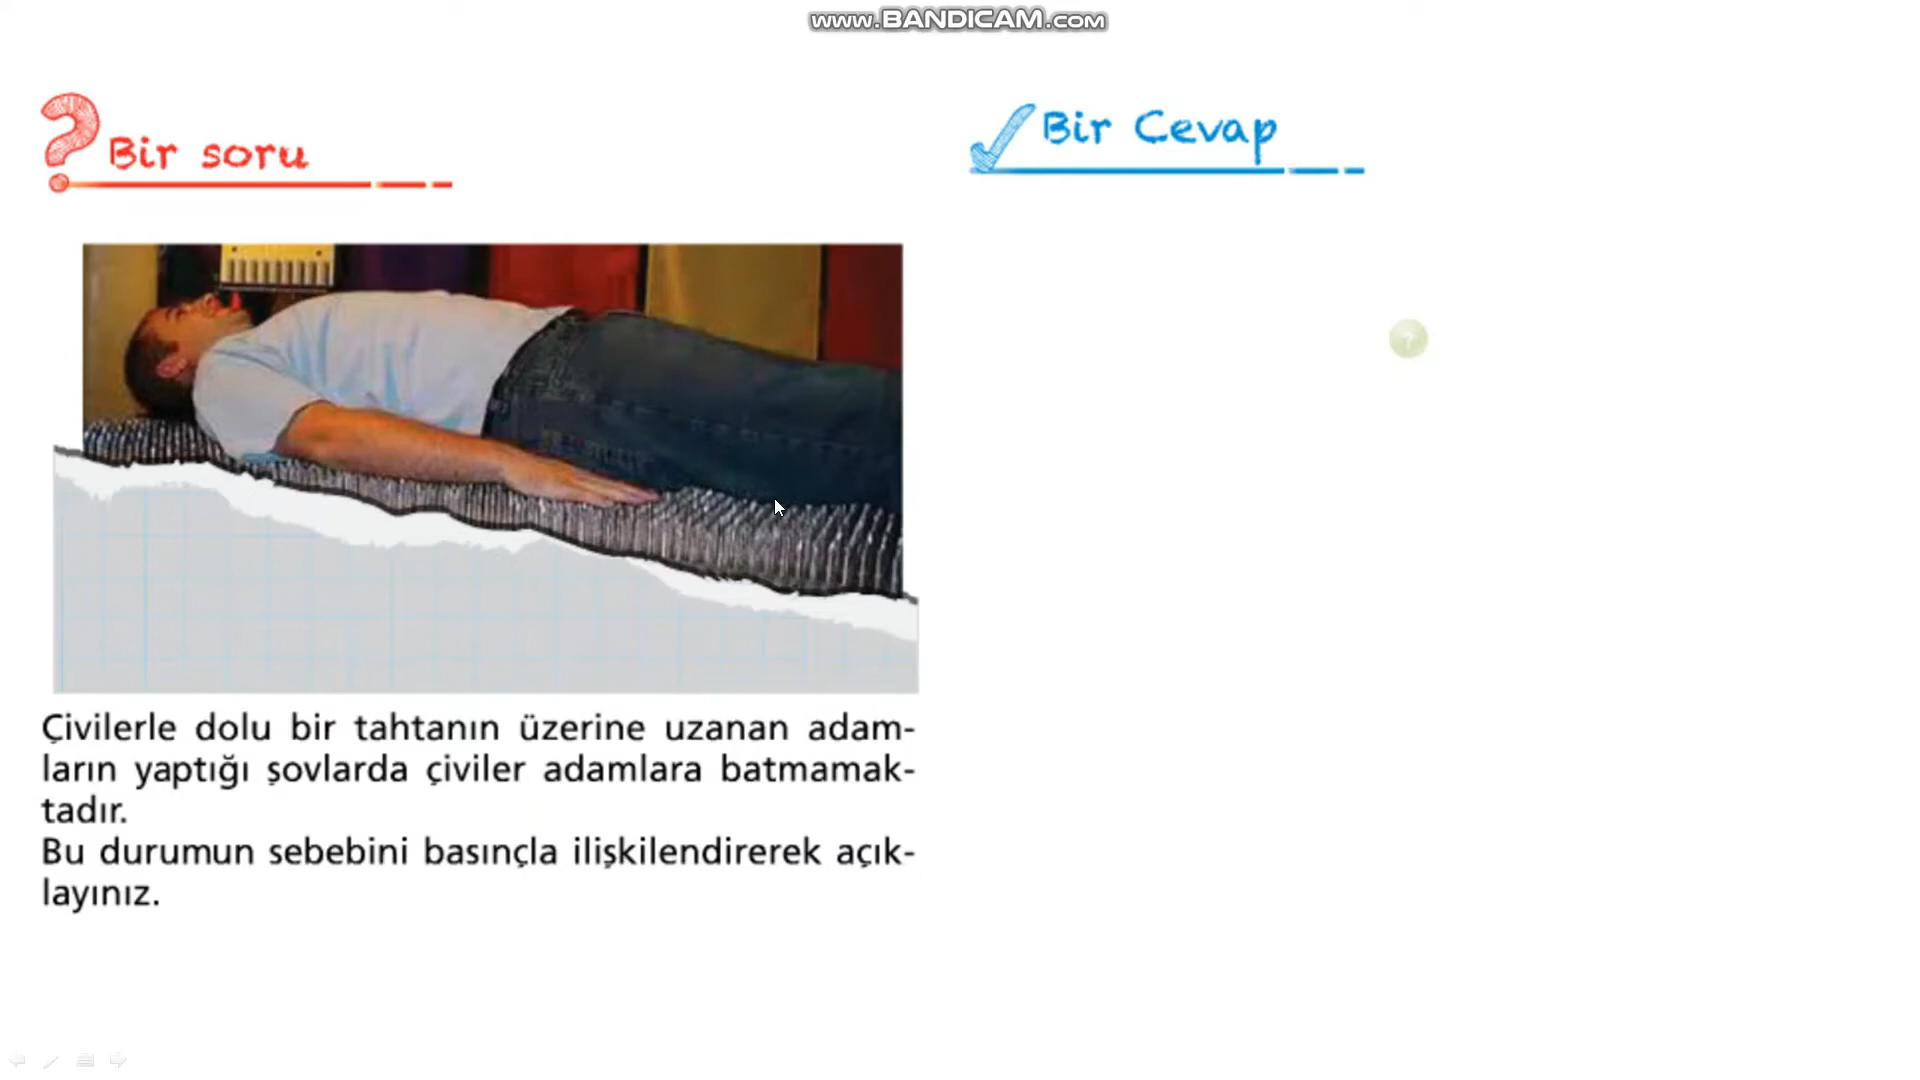 www.BANDICAM.com
Bir soru
Bir Cevap
?
Çivilerle dolu bir tahtanın üzerine uzanan adam-
ların yaptığı şovlarda çiviler adamlara batmamak-
tadır.
Bu durumun sebebini basınçla ilişkilendirerek açık-
layınız.